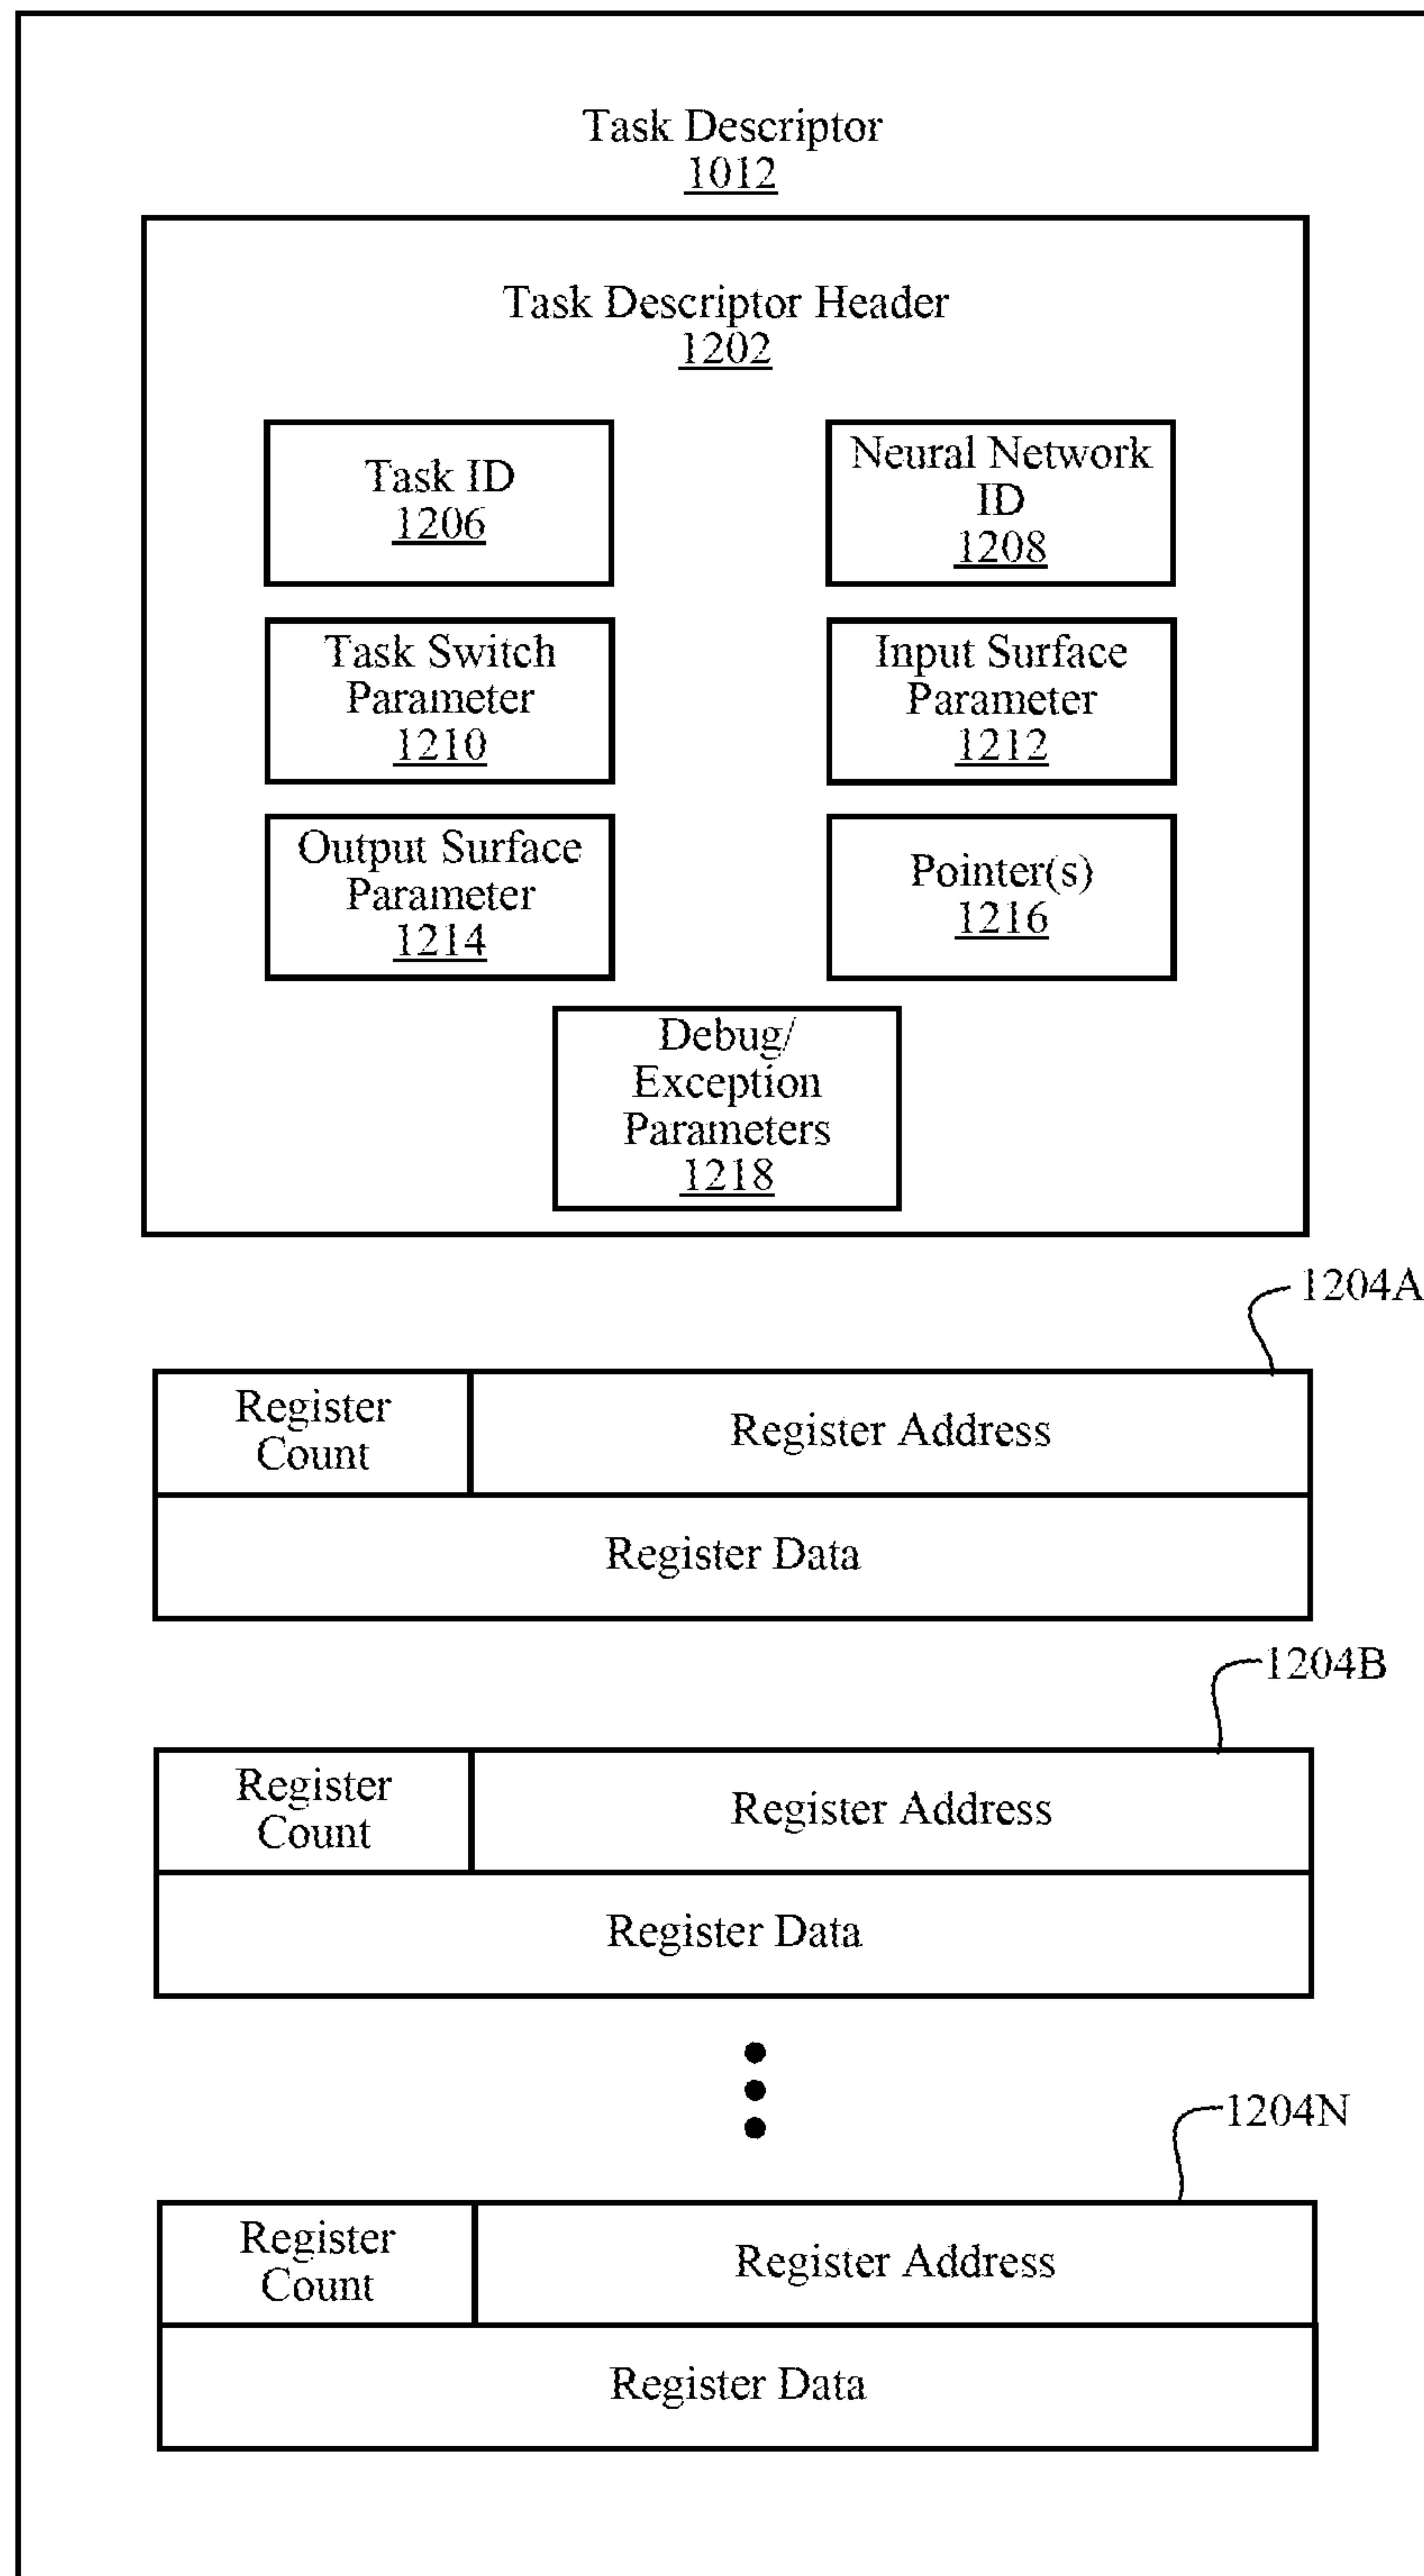 Task Descriptor
1012
Task Descriptor Header
1202
Task ID
1206
Neural Network
ID
1208
Task Switch
Parameter
1210
Input Surface
Parameter
1212
Output Surface
Parameter
1214
Pointer(s)
1216
Debug/
Exception
Parameters
1218
1204A
Register
Count
Register Address
Register Data
1204B
Register
Count
Register Address
Register Data
1204N
Register
Count
Register Address
Register Data